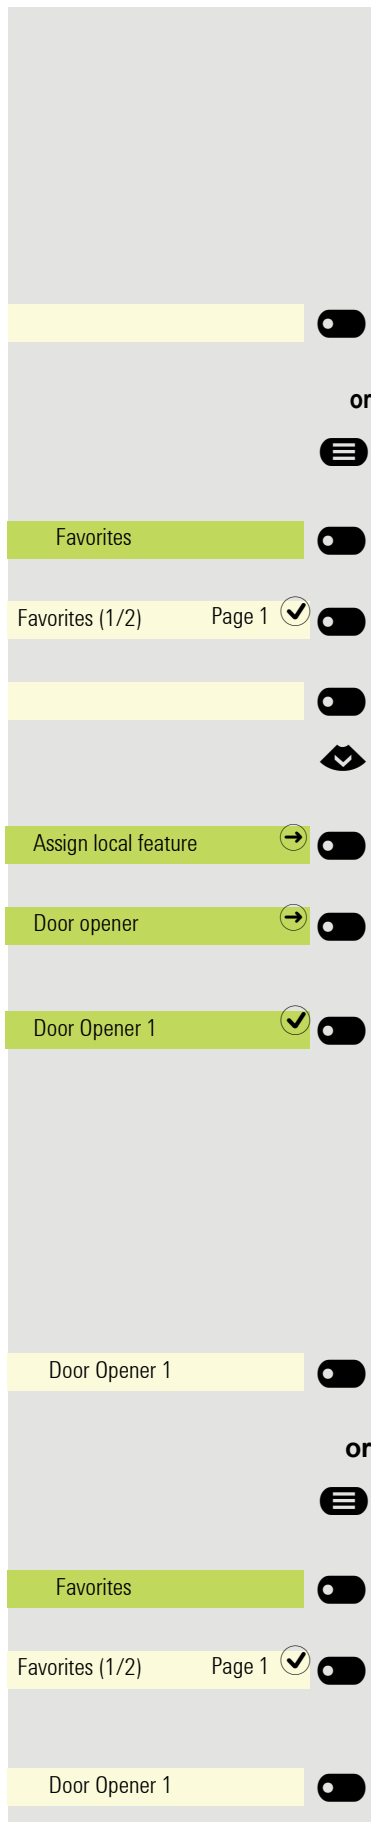 or
Favorites
Favorites (1/2) Page 1
Assign local feature
Door opener
Door Opener 1
Door Opener 1
or
Favorites
Favorites (1/2) Page 1
Door Opener 1